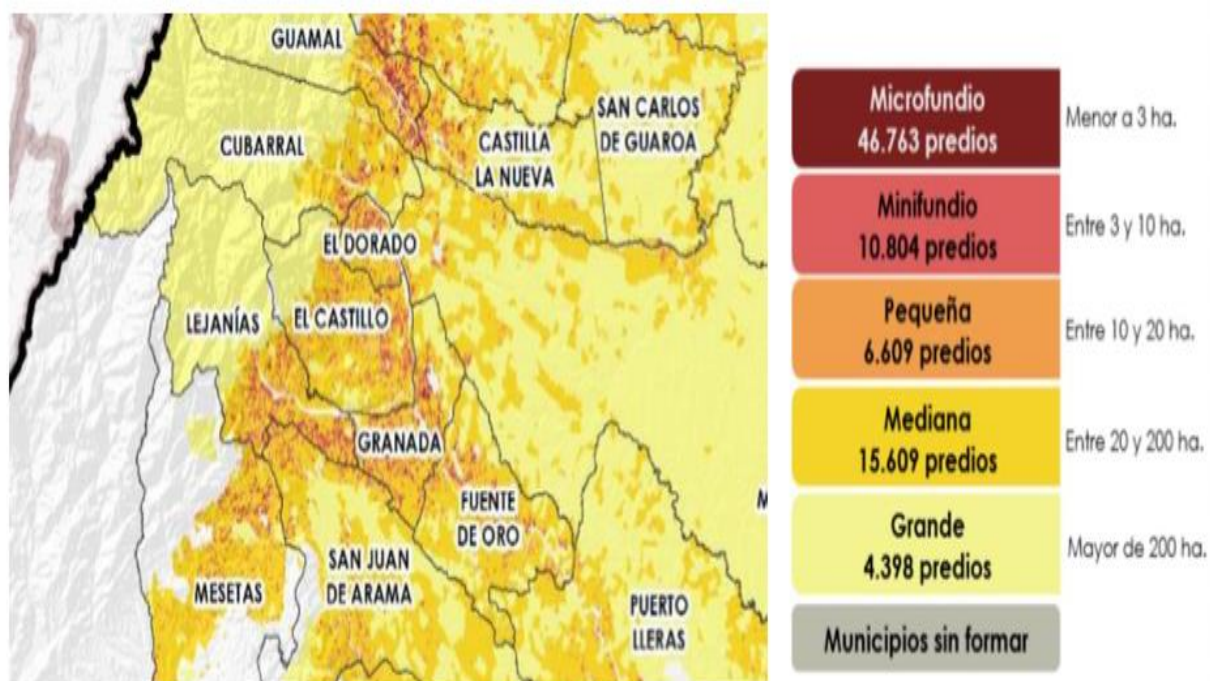 GUAMAL
SAN CARLOS
DE GUAROA
CUBARRAL
CASTILLA
LA NUEVA
EL DORADO
LEJANÍAS
EL CASTILLO
GRANADA
FUENTE
DE ORO
M
SAN JUAN
DE ARAMA
MESETAS
PUERTO
LLERAS
Microfundio
46.763 predios
Menor a 3 ha.
Minifundio
10.804 predios
Entre 3 y 10 ha.
Pequeña
6.609 predios
Entre 10 y 20 ha.
Mediana
15.609 predios
Entre 20 y 200 ha.
Grande
4.398 predios
Mayor de 200 ha.
Municipios sin formar